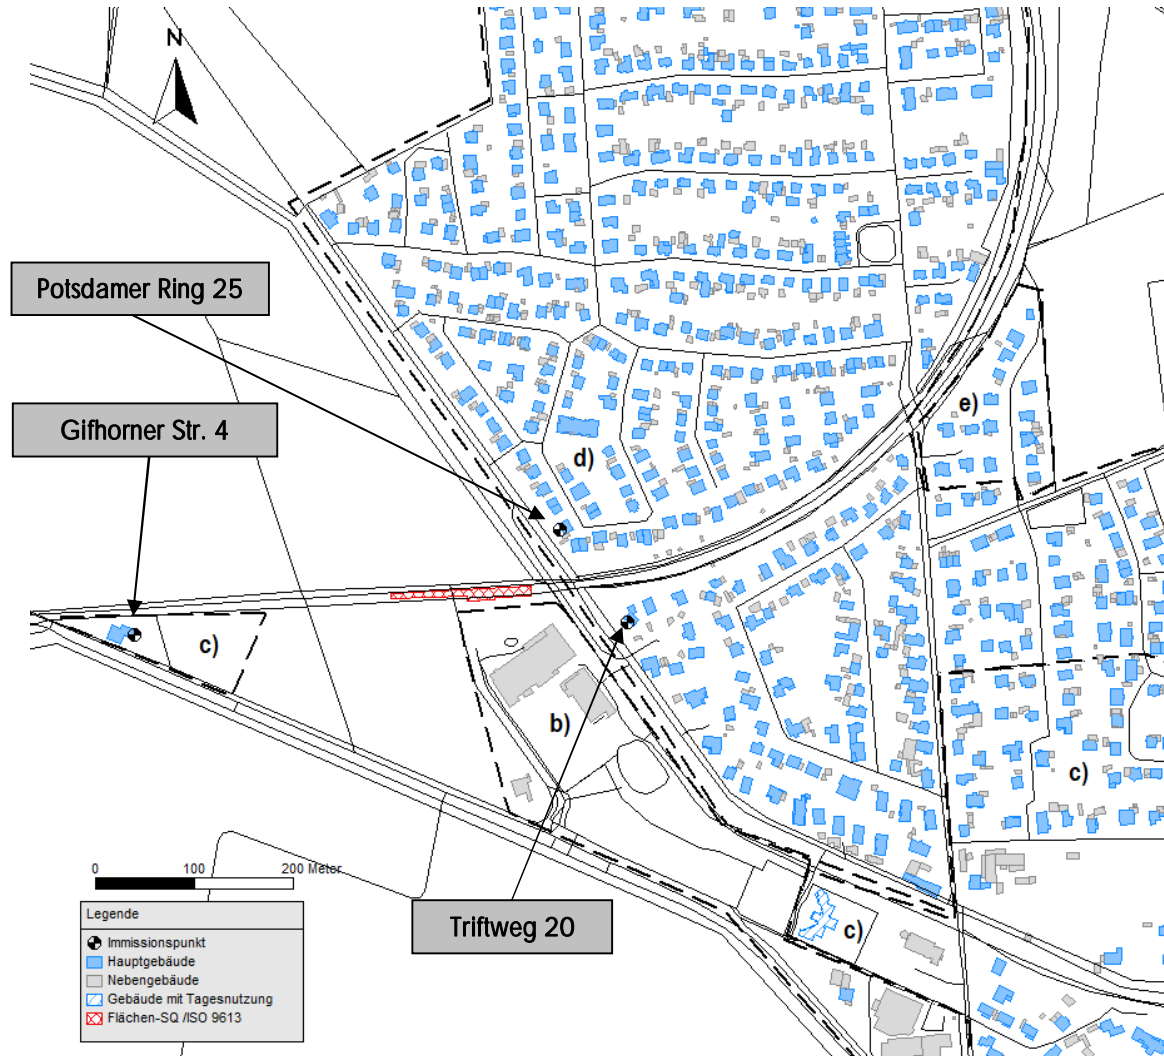 N
Potsdamer Ring 25
Gifhorner Str. 4
e)
d)
c)
b)
c)
0 100 200 Meter
Triftweg 20
c)
Legende
Immissionspunkt
Hauptgebäude
Nebengebäude
Gebäude mit Tagesnutzung
Flächen-SQ /ISO 9613